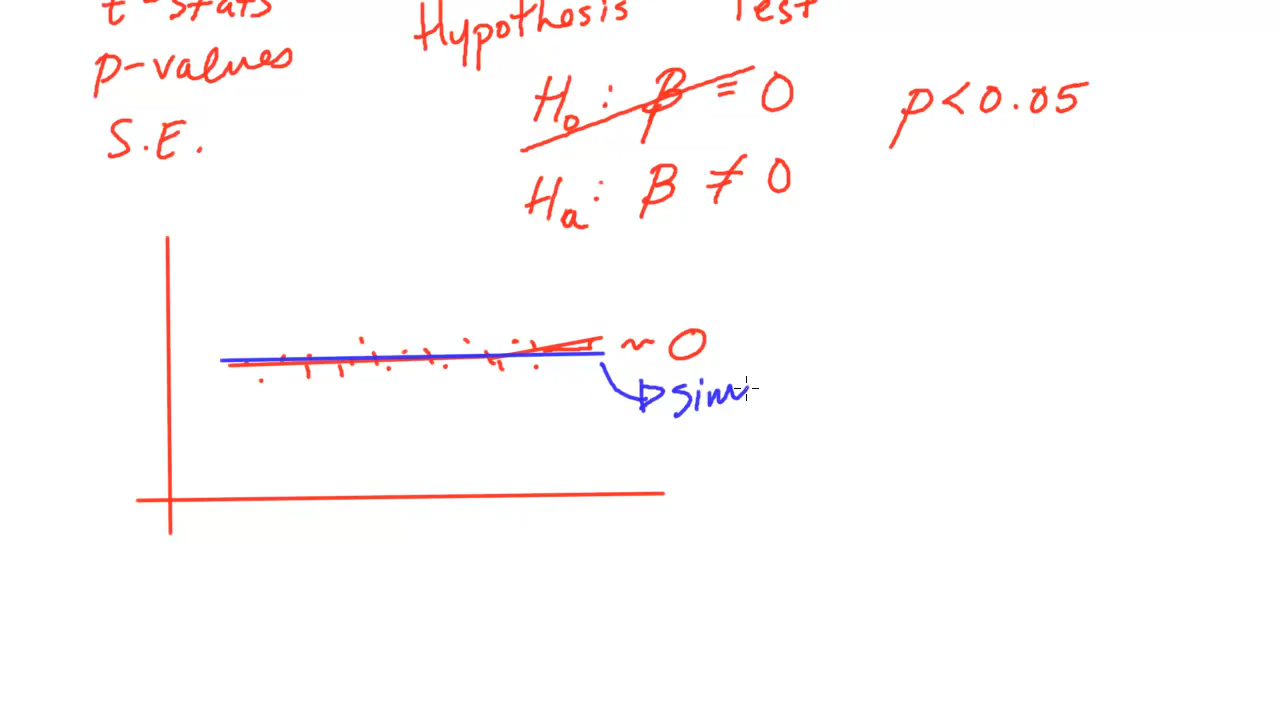 t-stats
p-values
S.E.
Hypothesis Test
H₀: β = 0
Hₐ: β ≠ 0
p < 0.05
~ 0
sim